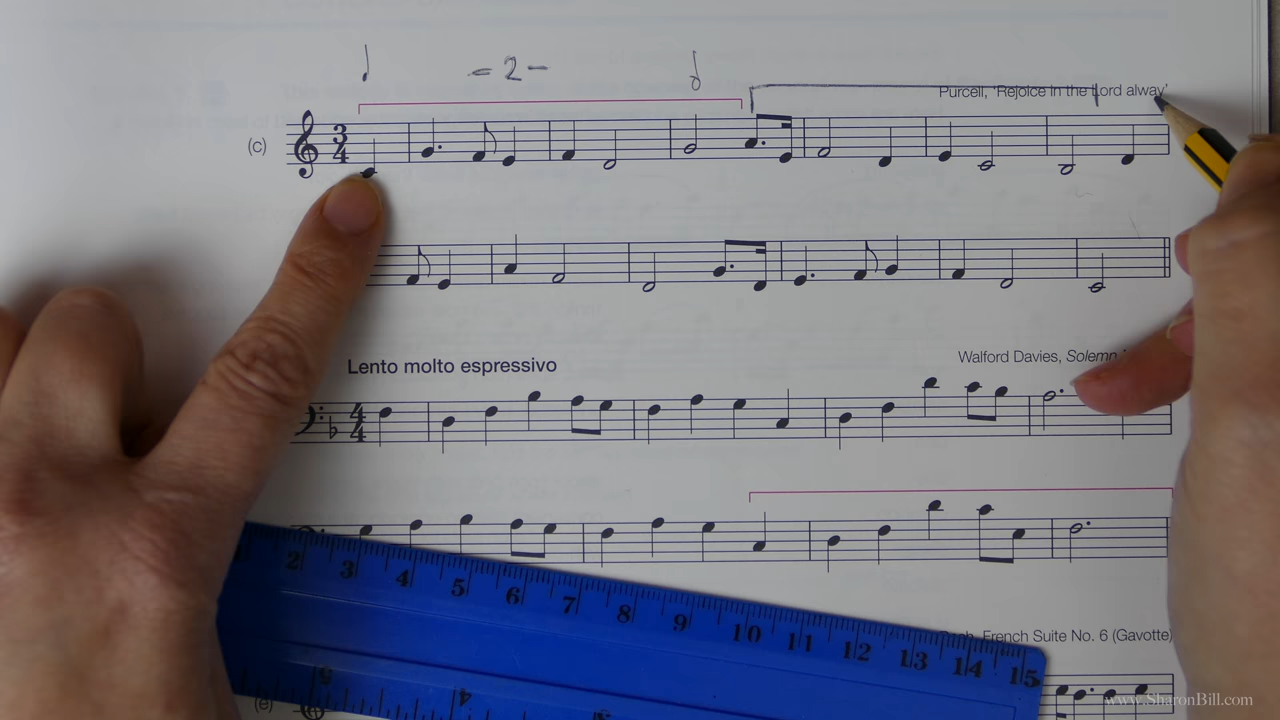 - 2 -
Purcell, 'Rejoice in the Lord alway'
(c)
3
4
Lento molto espressivo
Walford Davies, Solemn
4
4
2 3 4 5 6 7 8 9 10 11 12 13 14 15
French Suite No. 6 (Gavotte)
(e)
www.SharonBill.com